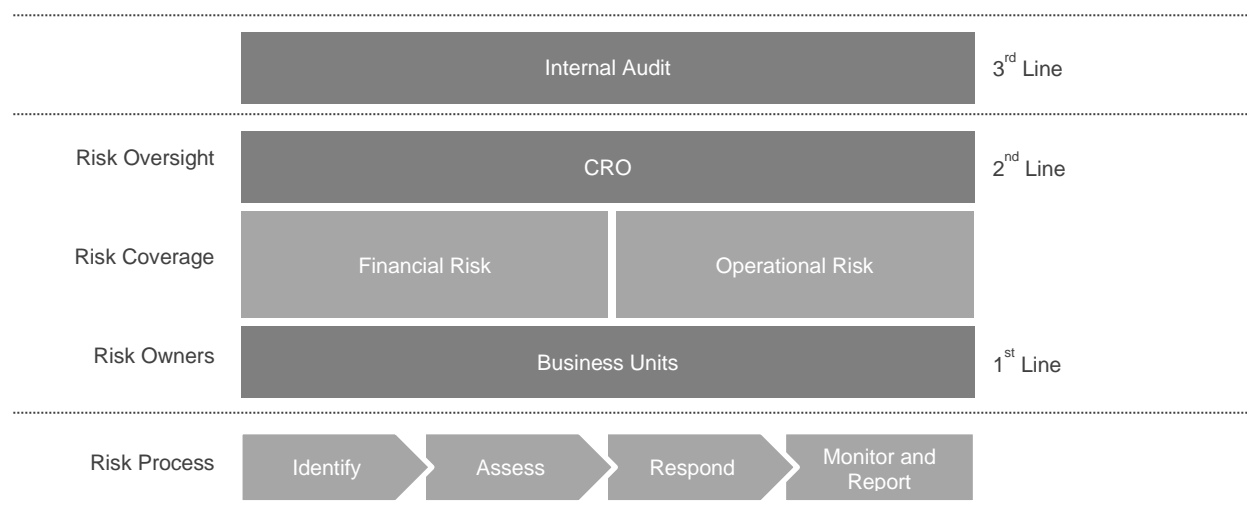 Internal Audit 3rd Line
Risk Oversight CRO 2nd Line
Risk Coverage Financial Risk Operational Risk
Risk Owners Business Units 1st Line
Risk Process Identify Assess Respond Monitor and
Report